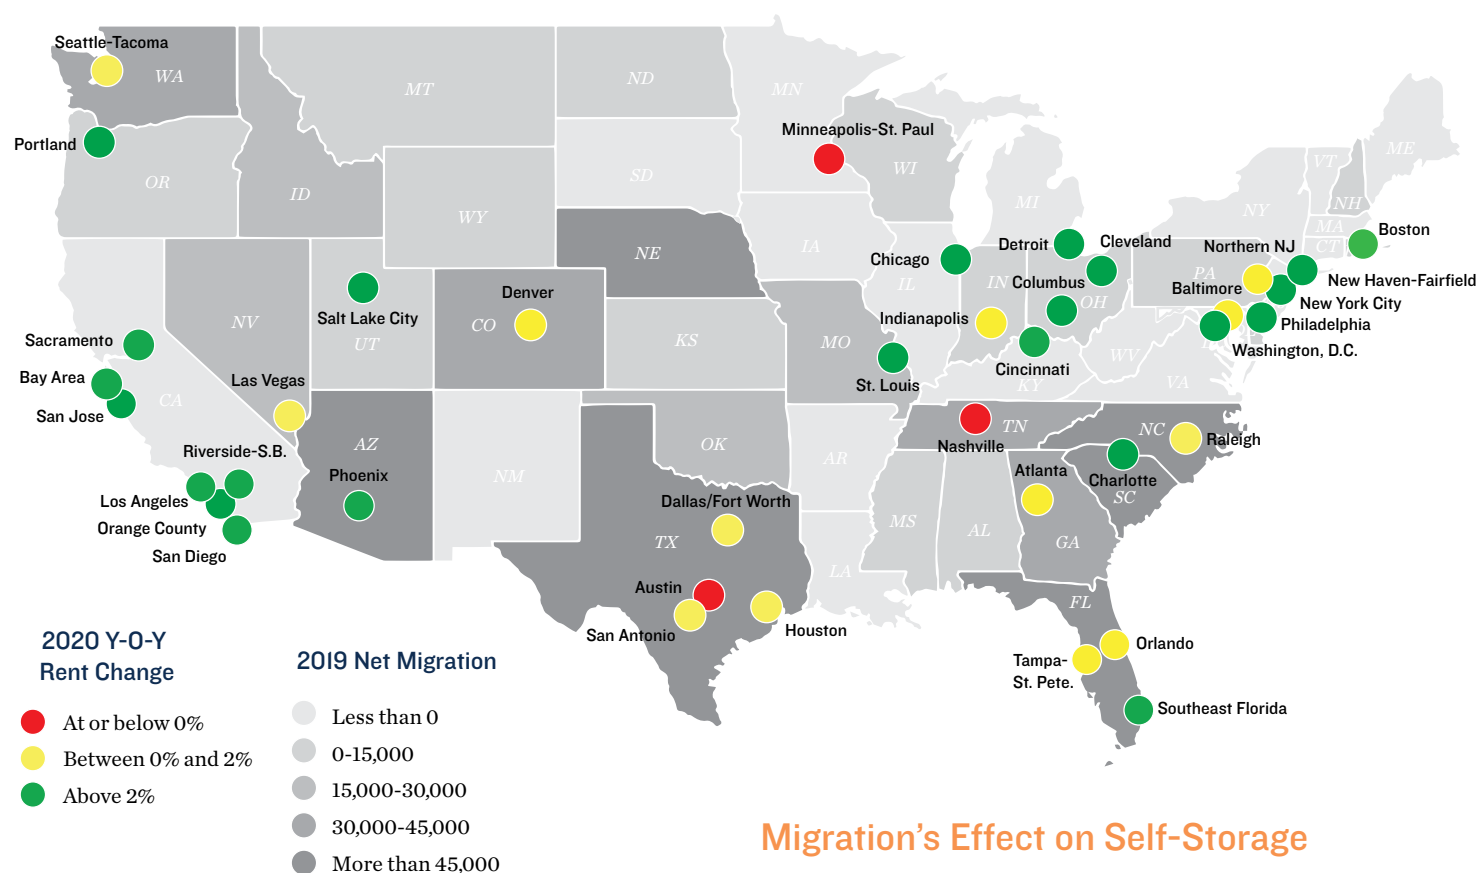 Seattle-Tacoma
WA
MT
ND
MN
Minneapolis-St. Paul
Portland
OR
ID
WY
SD
WI
MI
VT
ME
NH
NY
MA
CT
Boston
NE
IA
Chicago
Detroit
Cleveland
Northern NJ
New Haven-Fairfield
New York City
Philadelphia
Washington, D.C.
Baltimore
PA
Columbus
OH
IN
IL
Indianapolis
Cincinnati
KY
WV
VA
Denver
CO
Salt Lake City
UT
NV
KS
MO
St. Louis
Sacramento
Bay Area
San Jose
CA
Las Vegas
Riverside-S.B.
Los Angeles
Orange County
San Diego
AZ
Phoenix
NM
OK
AR
Nashville
TN
NC
Raleigh
Charlotte
SC
Atlanta
GA
AL
MS
LA
Dallas/Fort Worth
TX
Austin
San Antonio
Houston
FL
Orlando
Tampa-
St. Pete.
Southeast Florida
2020 Y-O-Y
Rent Change
At or below 0%
Between 0% and 2%
Above 2%
2019 Net Migration
Less than 0
0-15,000
15,000-30,000
30,000-45,000
More than 45,000
Migration's Effect on Self-Storage